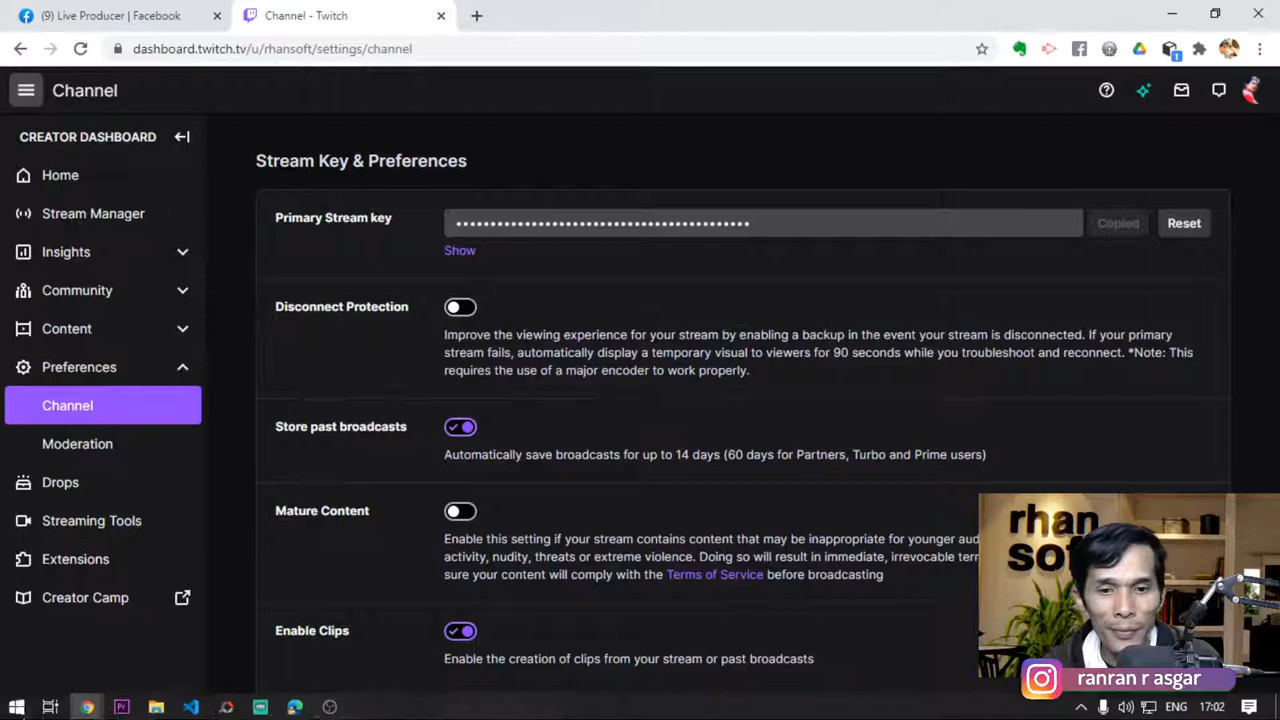 (9) Live Producer | Facebook
Channel - Twitch
dashboard.twitch.tv/u/rhansoft/settings/channel
1
Channel
CREATOR DASHBOARD
Home
Stream Manager
Insights
Community
Content
Preferences
Channel
Moderation
Drops
Streaming Tools
Extensions
Creator Camp
Stream Key & Preferences
Primary Stream key
••••••••••••••••••••••••••••••••••••••••••••
Copied
Reset
Show
Disconnect Protection
Improve the viewing experience for your stream by enabling a backup in the event your stream is disconnected. If your primary
stream fails, automatically display a temporary visual to viewers for 90 seconds while you troubleshoot and reconnect. *Note: This
requires the use of a major encoder to work properly.
Store past broadcasts
Automatically save broadcasts for up to 14 days (60 days for Partners, Turbo and Prime users)
Mature Content
Enable this setting if your stream contains content that may be inappropriate for younger aud
activity, nudity, threats or extreme violence. Doing so will result in immediate, irrevocable term
sure your content will comply with the Terms of Service before broadcasting
Enable Clips
Enable the creation of clips from your stream or past broadcasts
rhan
sof
ranran r asgar
Pr
ENG
17:02